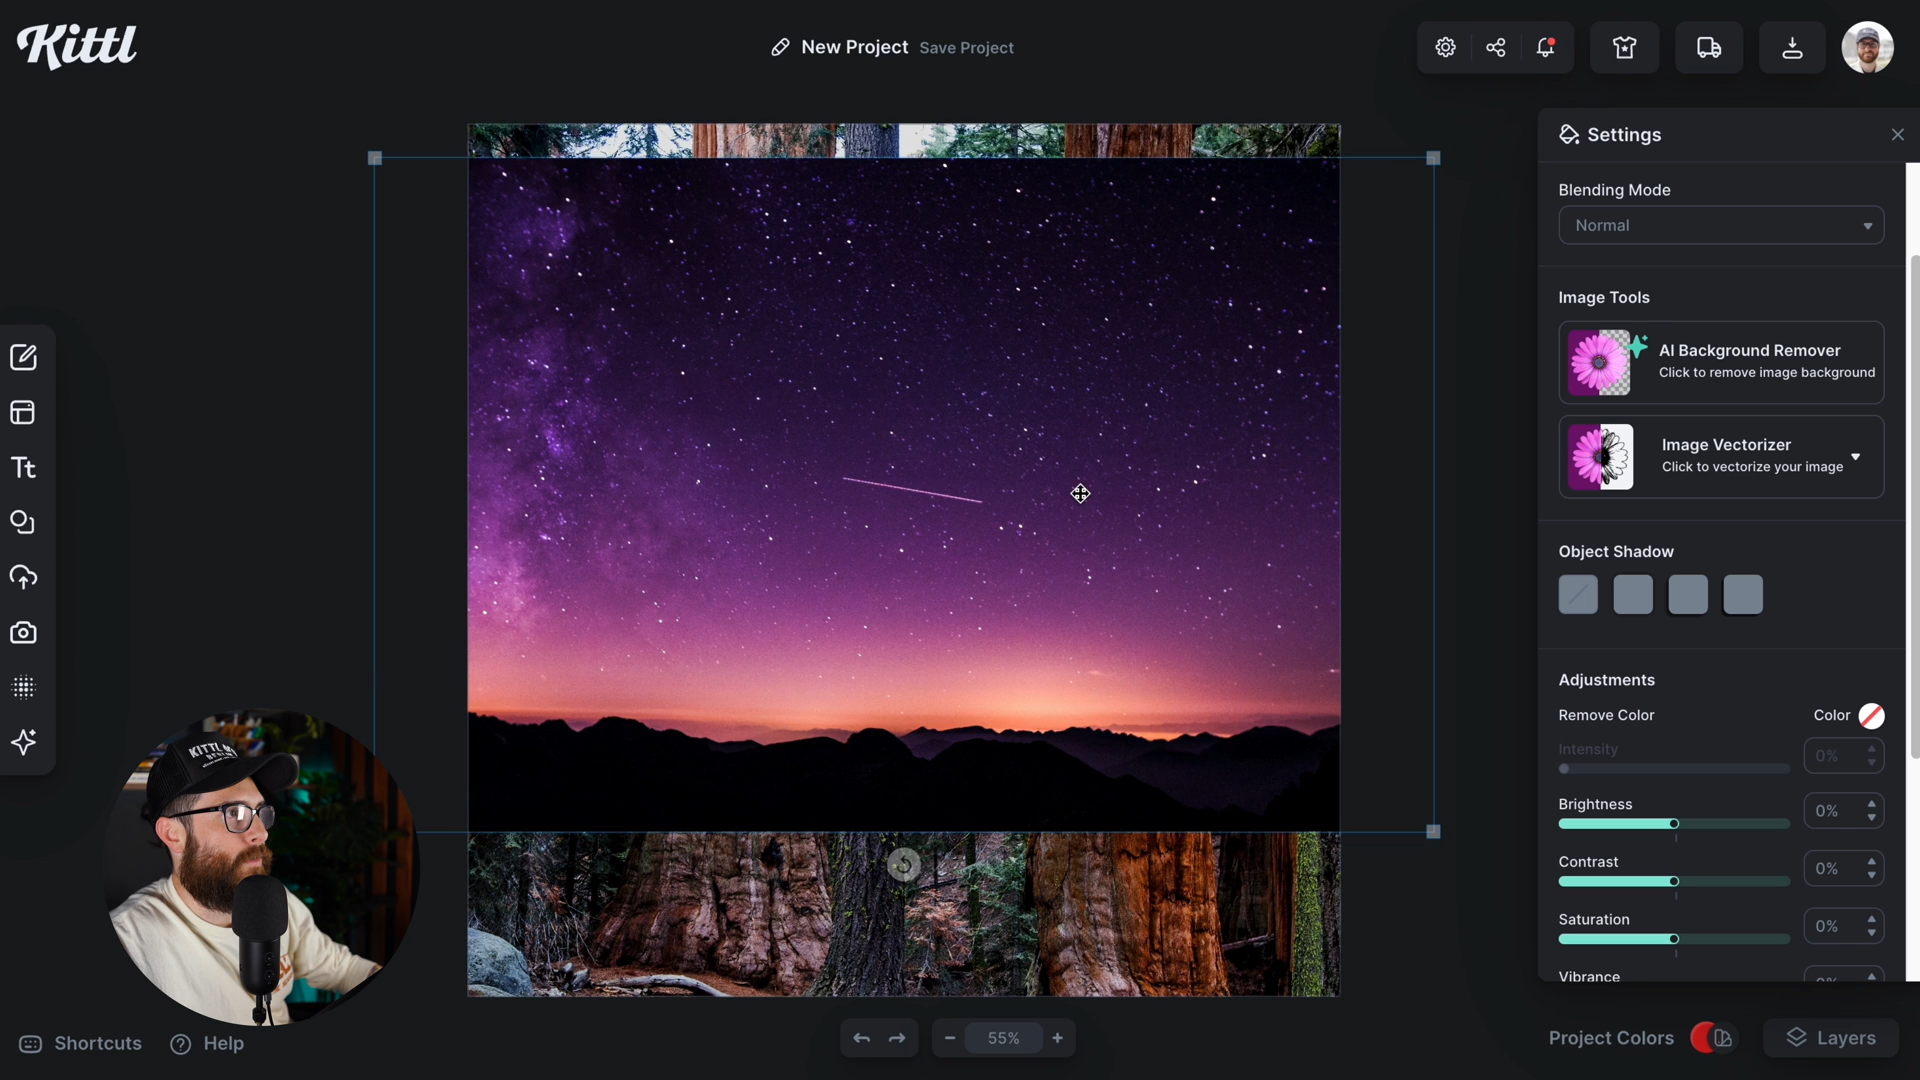 Kittl
New Project Save Project
Settings
Blending Mode
Normal
Image Tools
AI Background Remover
Click to remove image background
Image Vectorizer
Click to vectorize your image
Object Shadow
Adjustments
Remove Color Color
Intensity 0%
Brightness 0%
Contrast 0%
Saturation 0%
Vibrance
Tt
Shortcuts Help
55%
Project Colors Layers